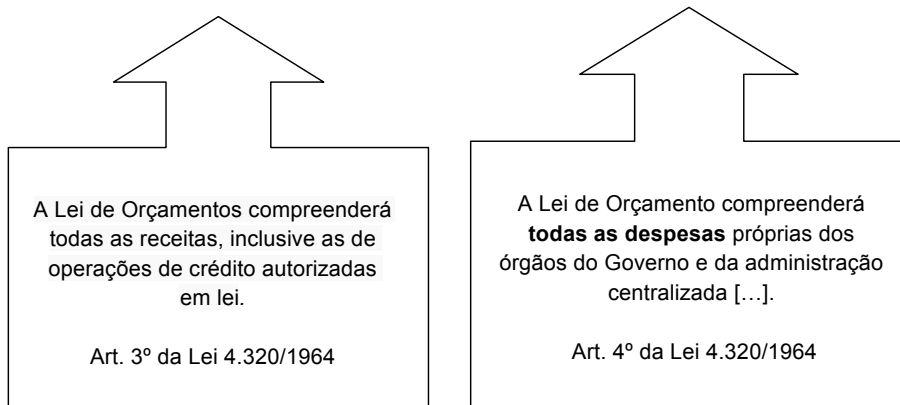 A Lei de Orçamentos compreenderá
todas as receitas, inclusive as de
operações de crédito autorizadas
em lei.
Art. 3º da Lei 4.320/1964
A Lei de Orçamento compreenderá
todas as despesas próprias dos
órgãos do Governo e da administração
centralizada […].
Art. 4º da Lei 4.320/1964